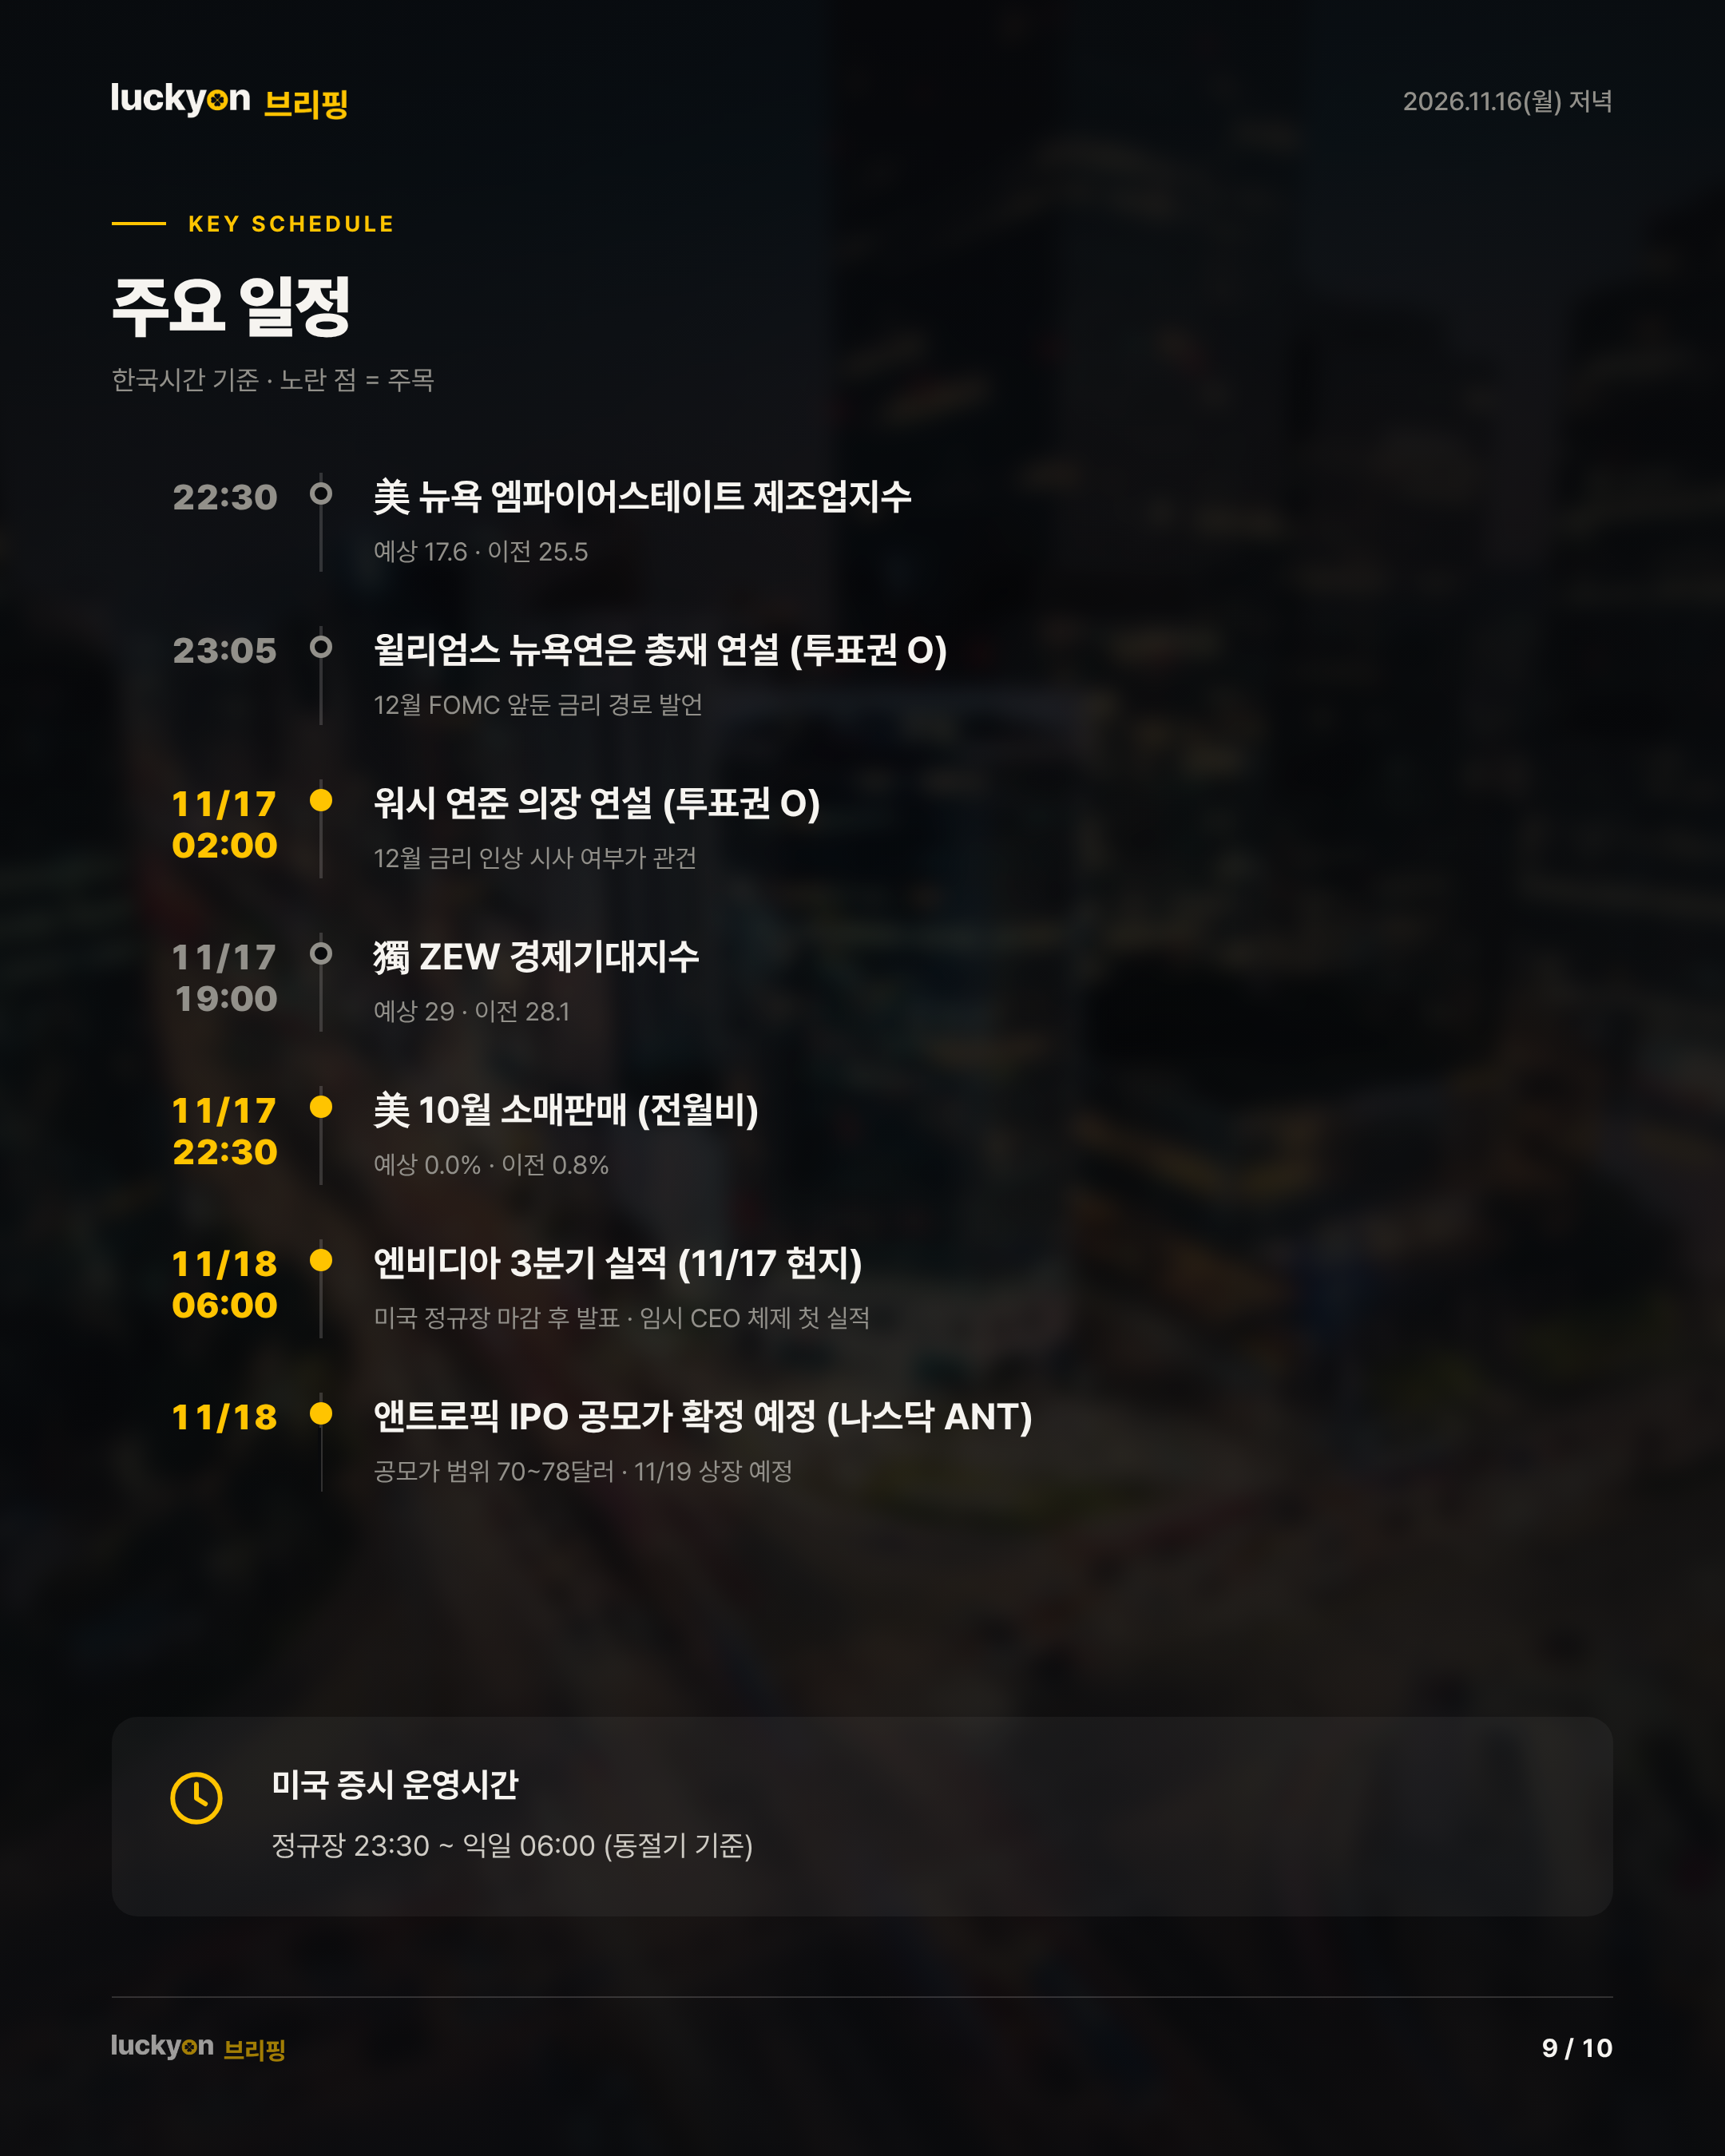 luckyon 브리핑
2026.11.16(월) 저녁
KEY SCHEDULE
주요 일정
한국시간 기준 · 노란 점 = 주목
22:30
美 뉴욕 엠파이어스테이트 제조업지수
예상 17.6 · 이전 25.5
23:05
윌리엄스 뉴욕연은 총재 연설 (투표권 O)
12월 FOMC 앞둔 금리 경로 발언
11/17
02:00
워시 연준 의장 연설 (투표권 O)
12월 금리 인상 시사 여부가 관건
11/17
19:00
獨 ZEW 경제기대지수
예상 29 · 이전 28.1
11/17
22:30
美 10월 소매판매 (전월비)
예상 0.0% · 이전 0.8%
11/18
06:00
엔비디아 3분기 실적 (11/17 현지)
미국 정규장 마감 후 발표 · 임시 CEO 체제 첫 실적
11/18
앤트로픽 IPO 공모가 확정 예정 (나스닥 ANT)
공모가 범위 70~78달러 · 11/19 상장 예정
미국 증시 운영시간
정규장 23:30 ~ 익일 06:00 (동절기 기준)
luckyon 브리핑
9 / 10